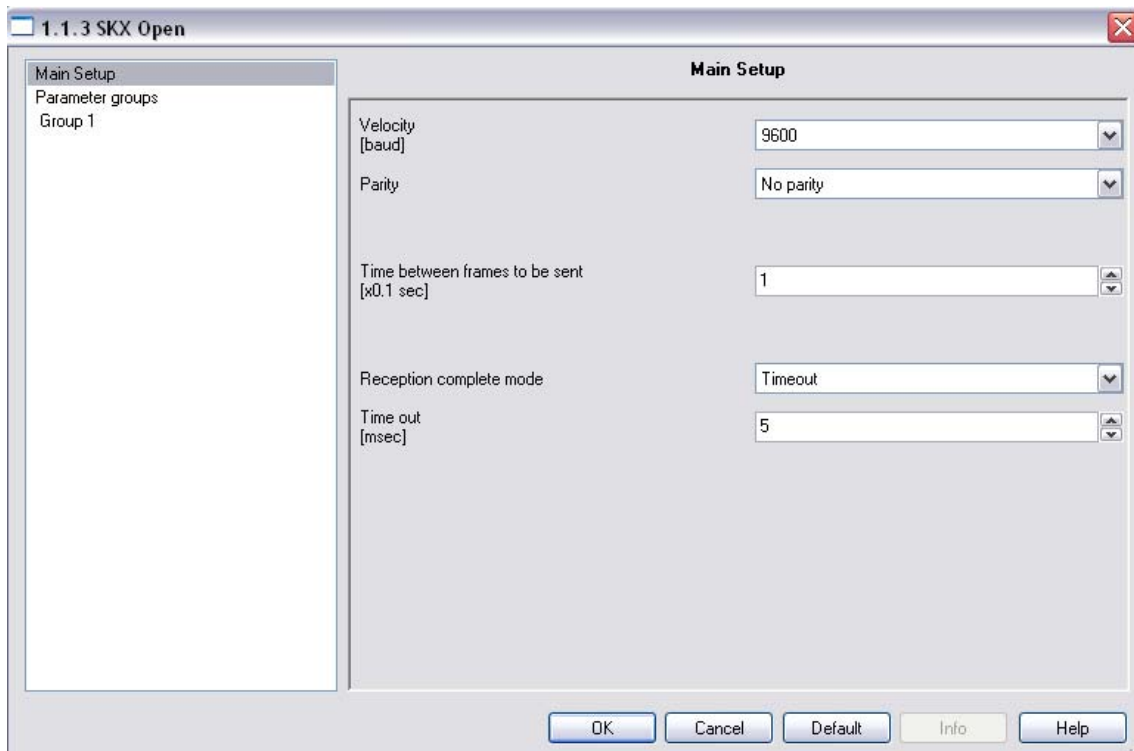 1.1.3 SKX Open
Main Setup
Parameter groups
Group 1
Main Setup
Velocity
[baud]
9600
Parity
No parity
Time between frames to be sent
[x0.1 sec]
1
Reception complete mode
Timeout
Time out
[msec]
5
OK
Cancel
Default
Info
Help